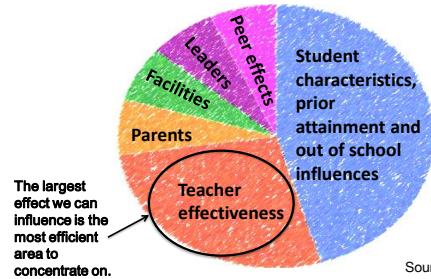 Peer effects
Leaders
Facilities
Parents
Student
characteristics,
prior
attainment and
out of school
influences
Teacher
effectiveness
The largest
effect we can
influence is the
most efficient
area to
concentrate on.
Sour